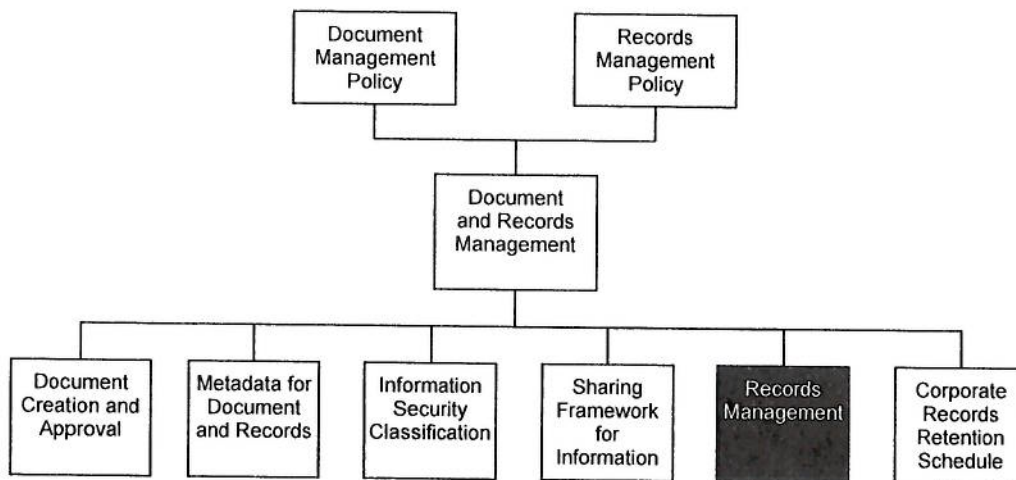 Document
Management
Policy
Records
Management
Policy
Document
and Records
Management
Document
Creation and
Approval
Metadata for
Document
and Records
Information
Security
Classification
Sharing
Framework
for
Information
Records
Management
Corporate
Records
Retention
Schedule